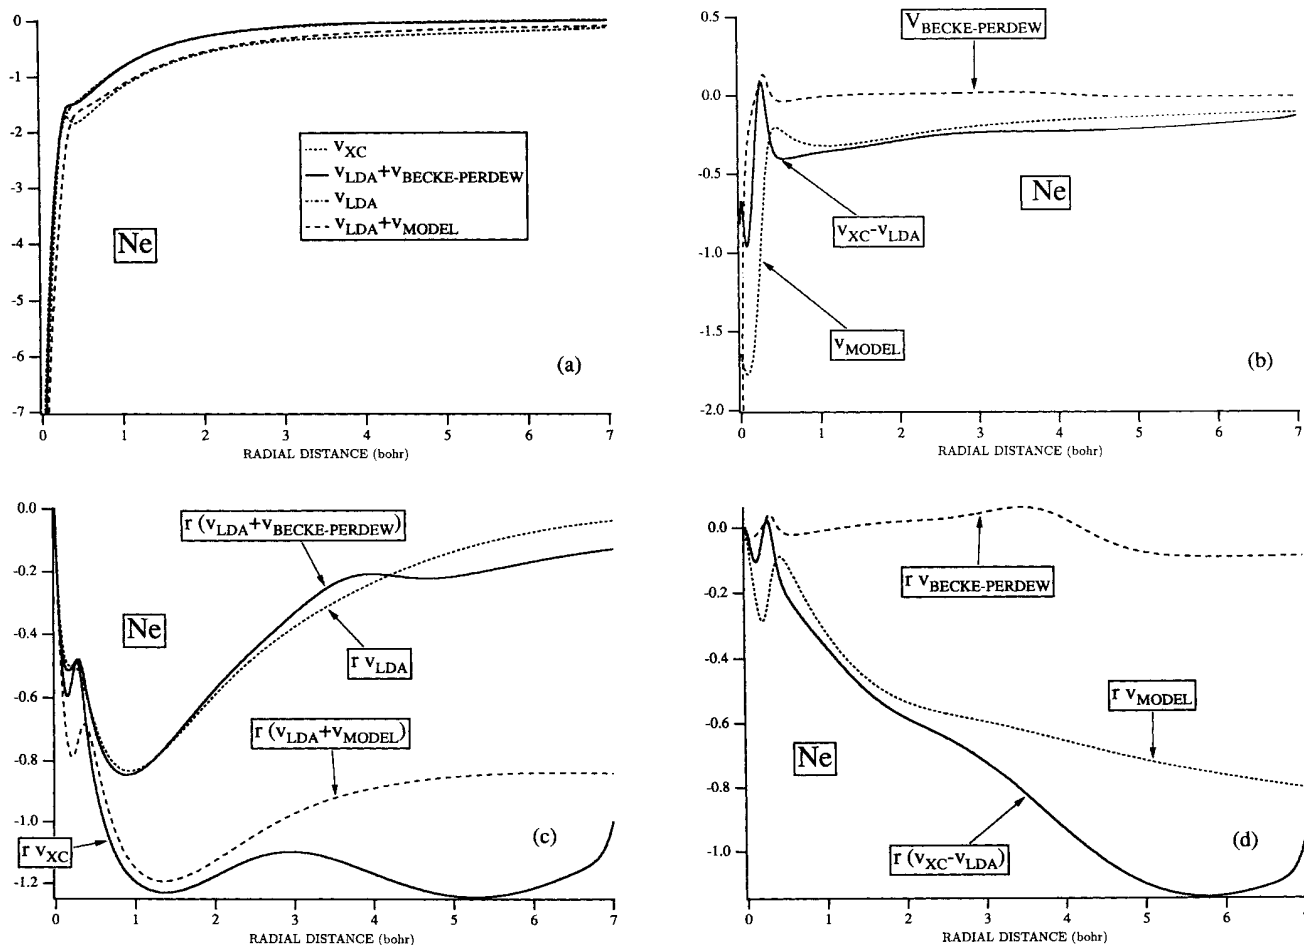 0
-1
-2
-3
-4
-5
-6
-7
v_XC
v_LDA+v_BECKE-PERDEW
v_LDA
v_LDA+v_MODEL
Ne
(a)
0 1 2 3 4 5 6 7
RADIAL DISTANCE (bohr)
0.5
0.0
-0.5
-1.0
-1.5
-2.0
V_BECKE-PERDEW
Ne
v_XC-v_LDA
v_MODEL
(b)
0 1 2 3 4 5 6 7
RADIAL DISTANCE (bohr)
0.0
-0.2
-0.4
-0.6
-0.8
-1.0
-1.2
r (v_LDA+v_BECKE-PERDEW)
Ne
r v_LDA
r (v_LDA+v_MODEL)
r v_XC
(c)
0 1 2 3 4 5 6 7
RADIAL DISTANCE (bohr)
0.0
-0.2
-0.4
-0.6
-0.8
-1.0
r v_BECKE-PERDEW
r v_MODEL
Ne
r (v_XC-v_LDA)
(d)
0 1 2 3 4 5 6 7
RADIAL DISTANCE (bohr)